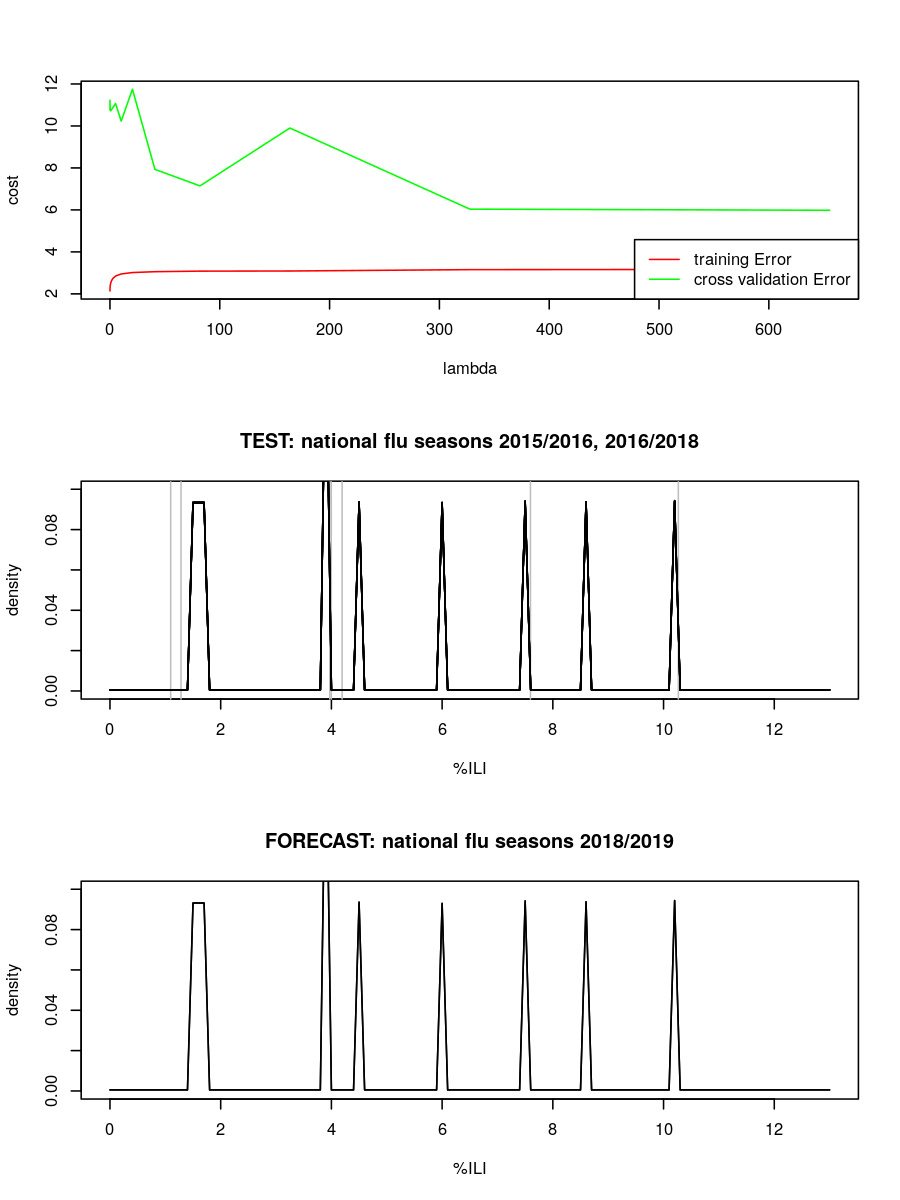 12
10
8
6
4
2
cost
training Error
cross validation Error
0 100 200 300 400 500 600
lambda
TEST: national flu seasons 2015/2016, 2016/2018
0.08
0.04
0.00
density
0 2 4 6 8 10 12
%ILI
FORECAST: national flu seasons 2018/2019
0.08
0.04
0.00
density
0 2 4 6 8 10 12
%ILI